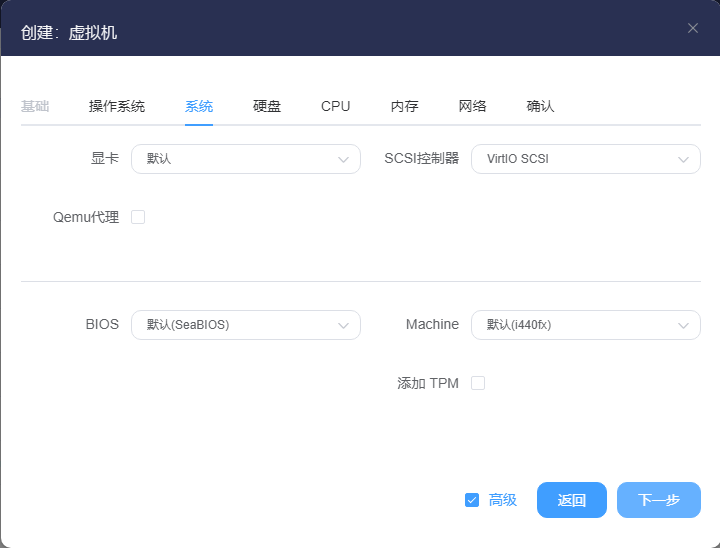 创建：虚拟机
基础 操作系统 系统 硬盘 CPU 内存 网络 确认
显卡 默认 SCSI控制器 VirtIO SCSI
Qemu代理
BIOS 默认(SeaBIOS) Machine 默认(i440fx)
添加 TPM
高级 返回 下一步